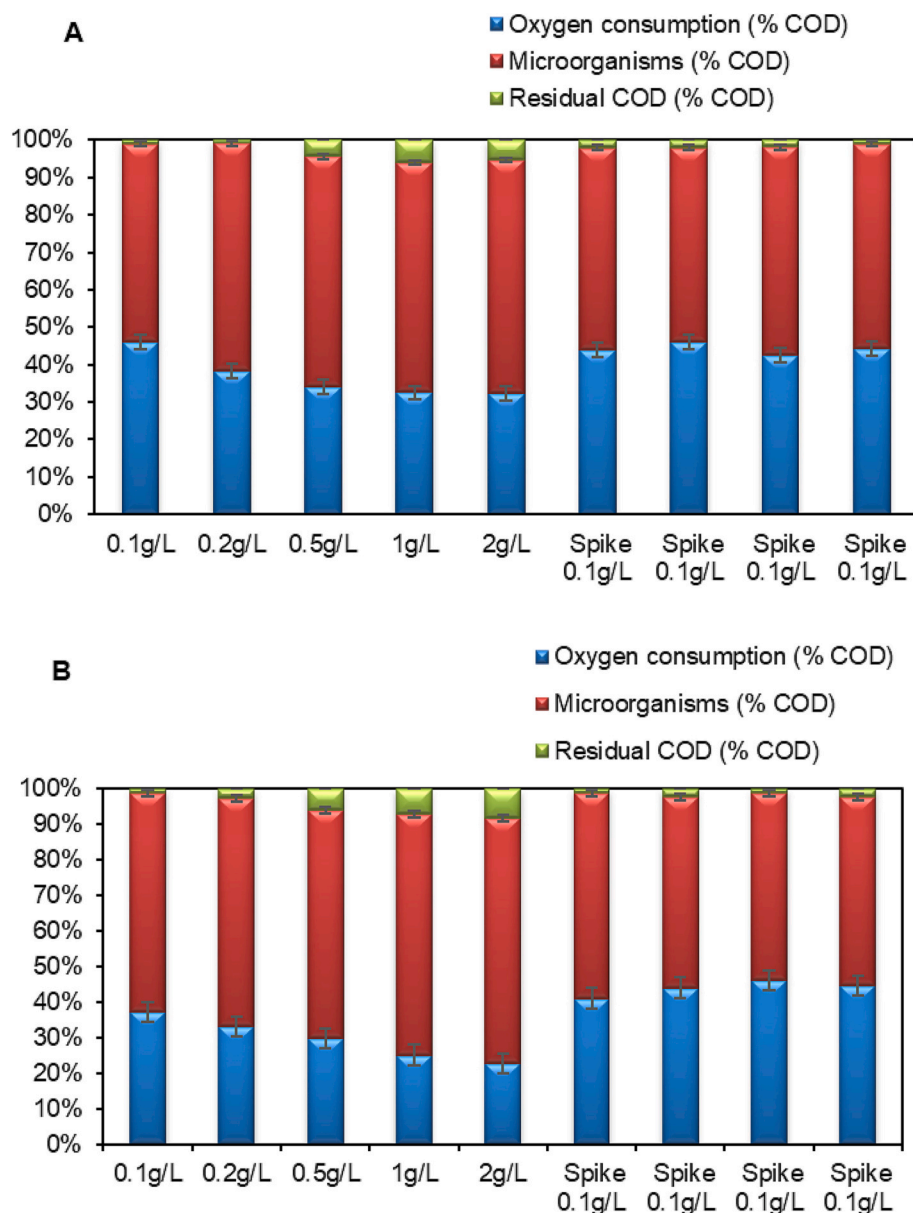 A
Oxygen consumption (% COD)
Microorganisms (% COD)
Residual COD (% COD)
100%
90%
80%
70%
60%
50%
40%
30%
20%
10%
0%
0.1g/L 0.2g/L 0.5g/L 1g/L 2g/L Spike Spike Spike Spike
0.1g/L 0.1g/L 0.1g/L 0.1g/L
B
Oxygen consumption (% COD)
Microorganisms (% COD)
Residual COD (% COD)
100%
90%
80%
70%
60%
50%
40%
30%
20%
10%
0%
0.1g/L 0.2g/L 0.5g/L 1g/L 2g/L Spike Spike Spike Spike
0.1g/L 0.1g/L 0.1g/L 0.1g/L